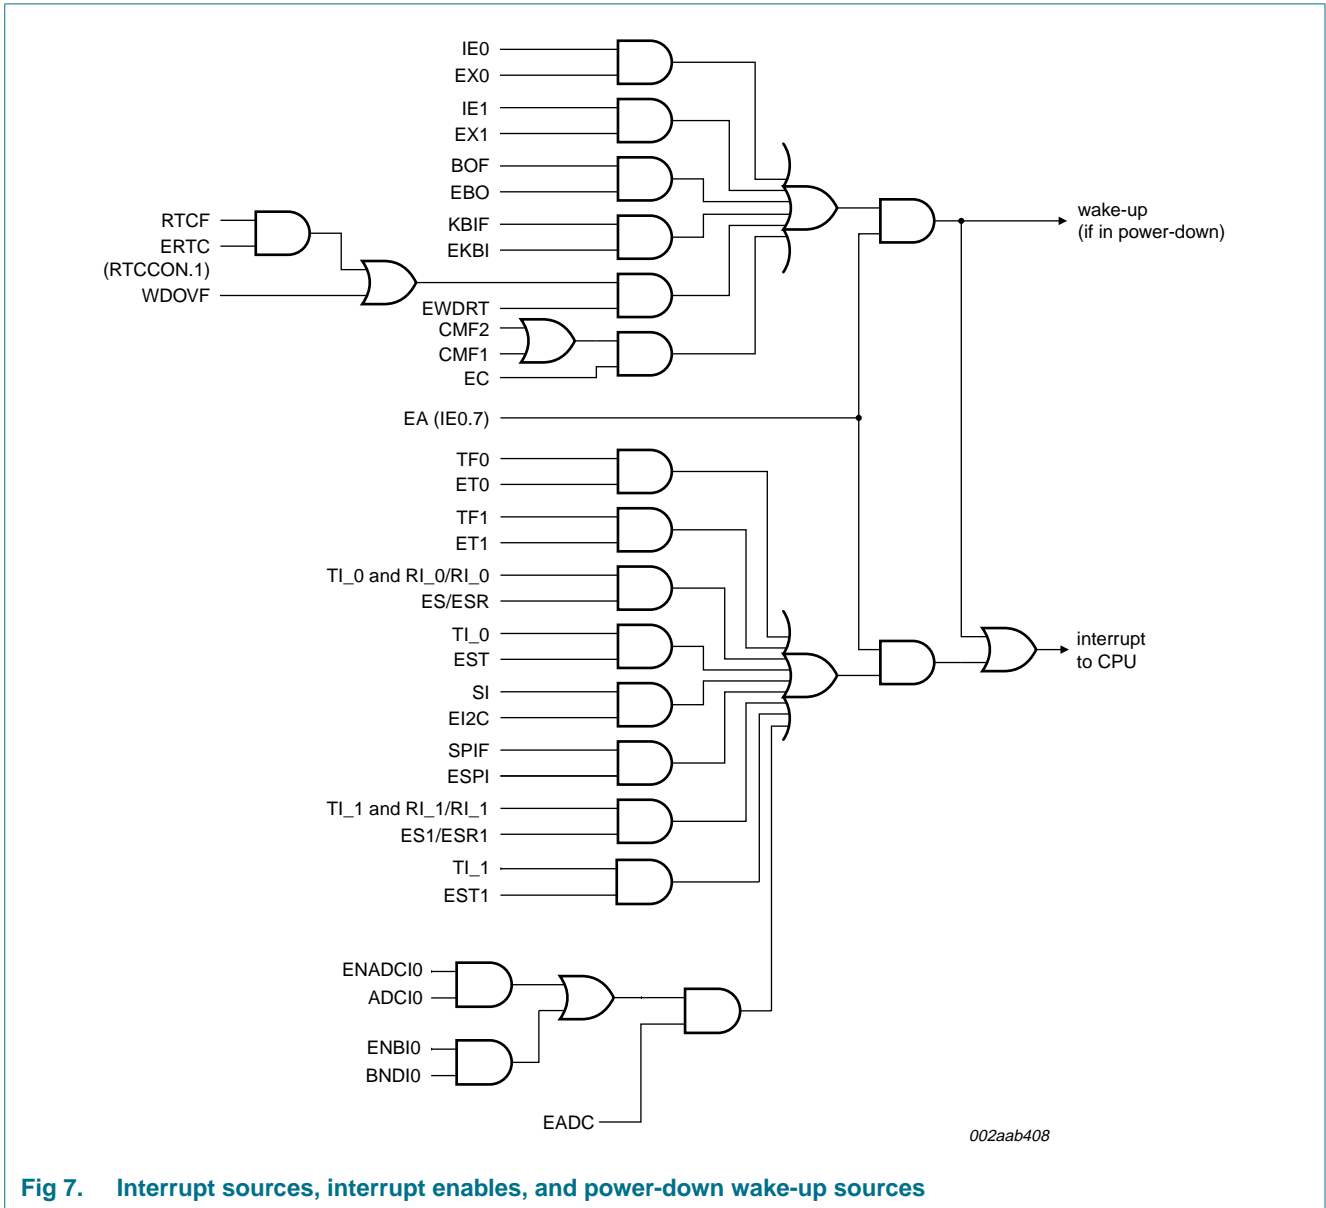 IE0
EX0
IE1
EX1
BOF
EBO
KBIF
EKBI
RTCF
ERTC
(RTCCON.1)
WDOVF
EWDRT
CMF2
CMF1
EC
wake-up
(if in power-down)
EA (IE0.7)
TF0
ET0
TF1
ET1
TI_0 and RI_0/RI_0
ES/ESR
TI_0
EST
SI
EI2C
SPIF
ESPI
TI_1 and RI_1/RI_1
ES1/ESR1
TI_1
EST1
interrupt
to CPU
ENADCI0
ADCI0
ENBI0
BNDI0
EADC
002aab408
Fig 7. Interrupt sources, interrupt enables, and power-down wake-up sources